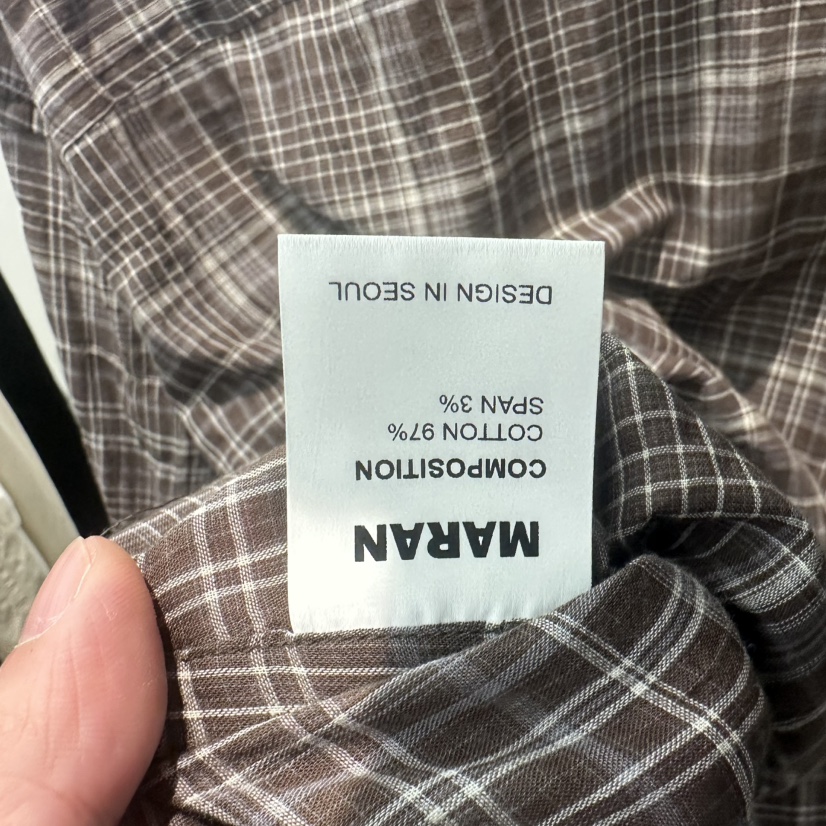 MARAN
COMPOSITION
COTTON 97%
SPAN 3%
DESIGN IN SEOUL